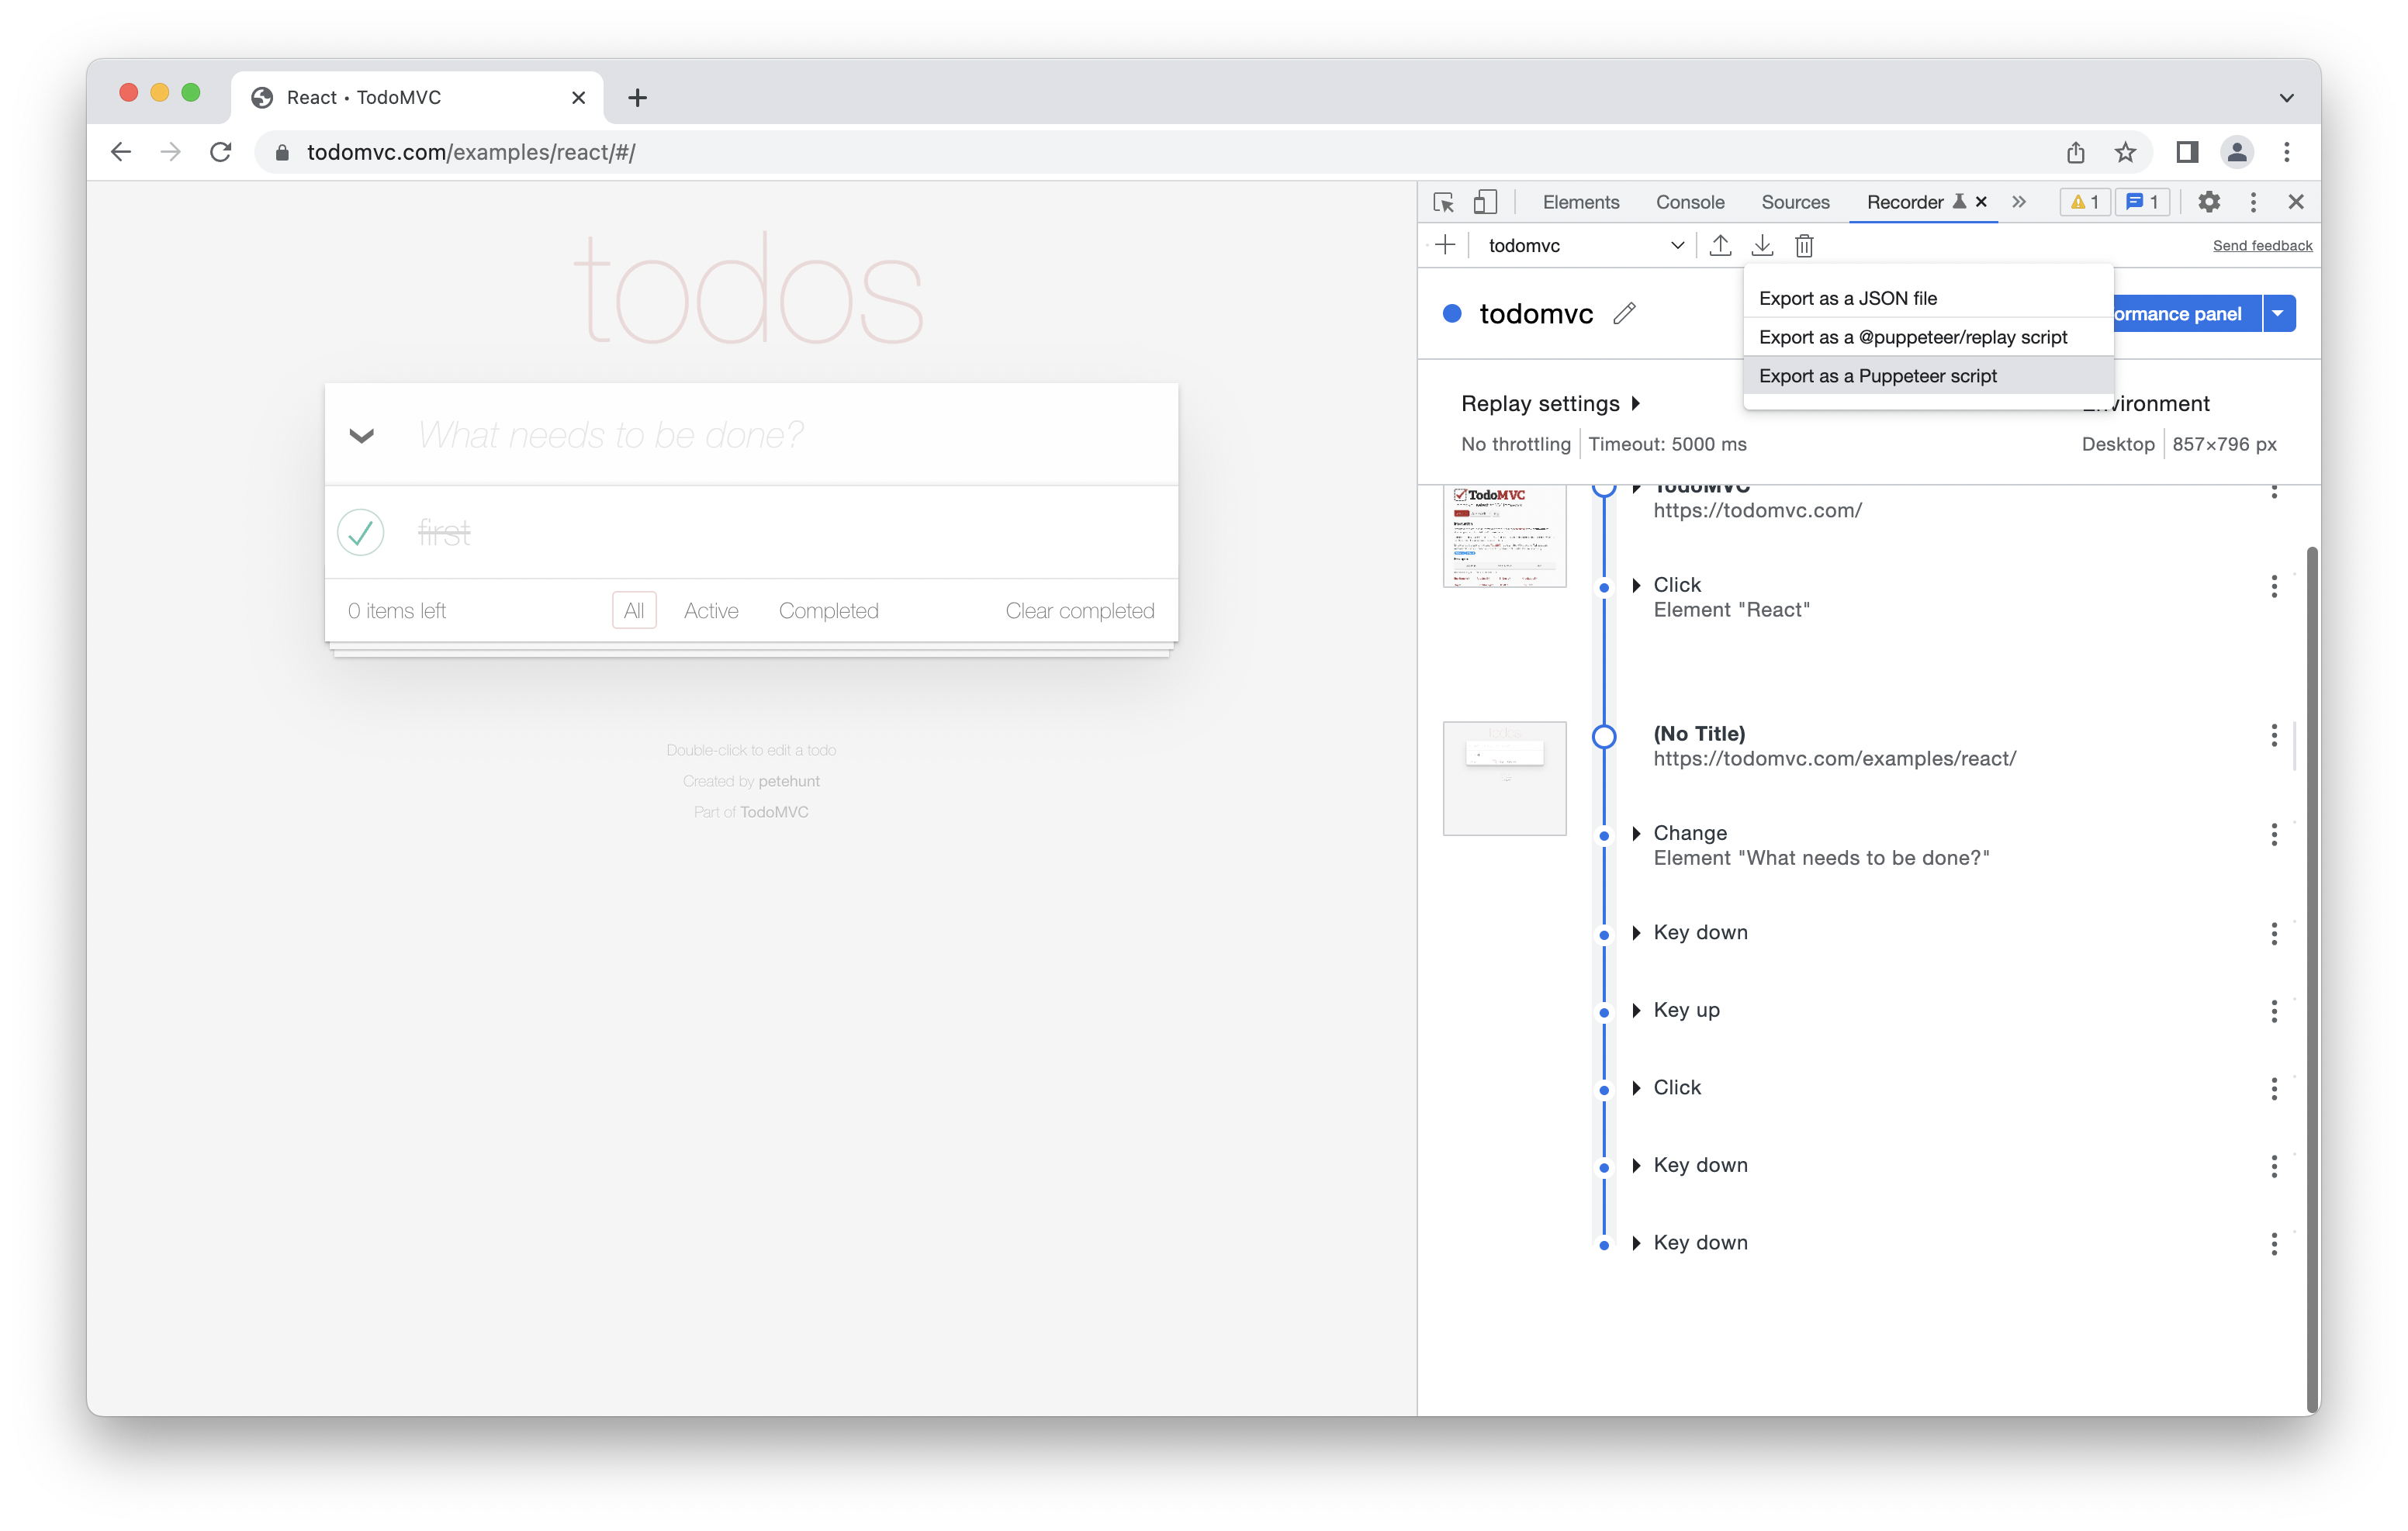 React • TodoMVC
todomvc.com/examples/react/#/
Elements Console Sources Recorder 1 1
todomvc Send feedback
todos
Export as a JSON file
todomvc ormance panel
Export as a @puppeteer/replay script
Export as a Puppeteer script
Replay settings
Environment
No throttling Timeout: 5000 ms
Desktop 857×796 px
What needs to be done?
first
0 items left All Active Completed Clear completed
Double-click to edit a todo
Created by petehunt
Part of TodoMVC
TodoMVC
TodoMVC
https://todomvc.com/
Click
Element "React"
todos
(No Title)
https://todomvc.com/examples/react/
Change
Element "What needs to be done?"
Key down
Key up
Click
Key down
Key down